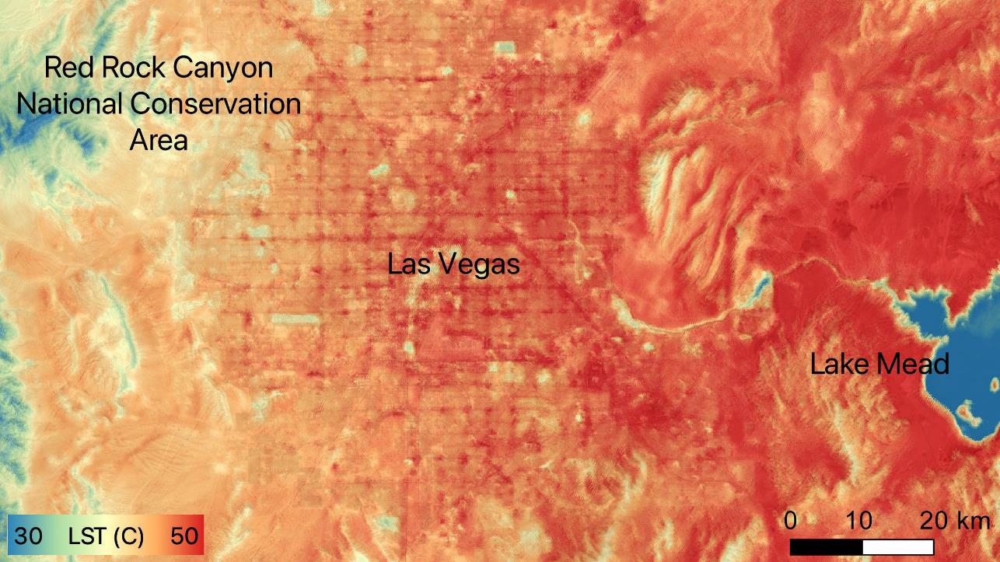 Red Rock Canyon
National Conservation
Area
Las Vegas
Lake Mead
30 LST (C) 50
0 10 20 km